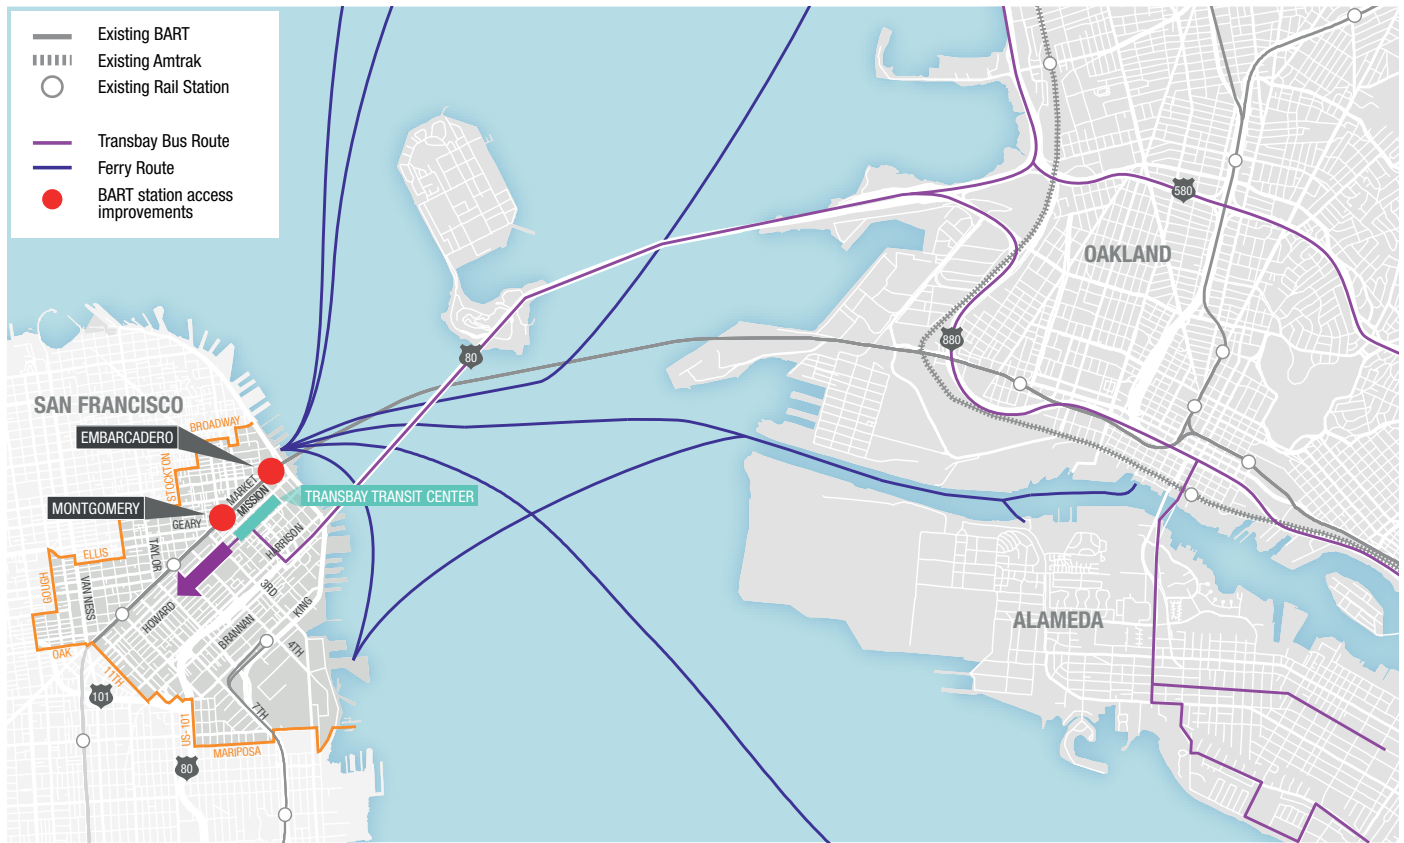 Existing BART
Existing Amtrak
Existing Rail Station
Transbay Bus Route
Ferry Route
BART station access
improvements
580
OAKLAND
880
80
SAN FRANCISCO
BROADWAY
EMBARCADERO
STOCKTON
MARKET
MISSION
TRANSBAY TRANSIT CENTER
MONTGOMERY
GEARY
HARRISON
TAYLOR
ELLIS
GOUGH
VAN NESS
3RD
KING
HOWARD
BRANNAN
ALAMEDA
4TH
OAK
11TH
101
7TH
US-101
MARIPOSA
80